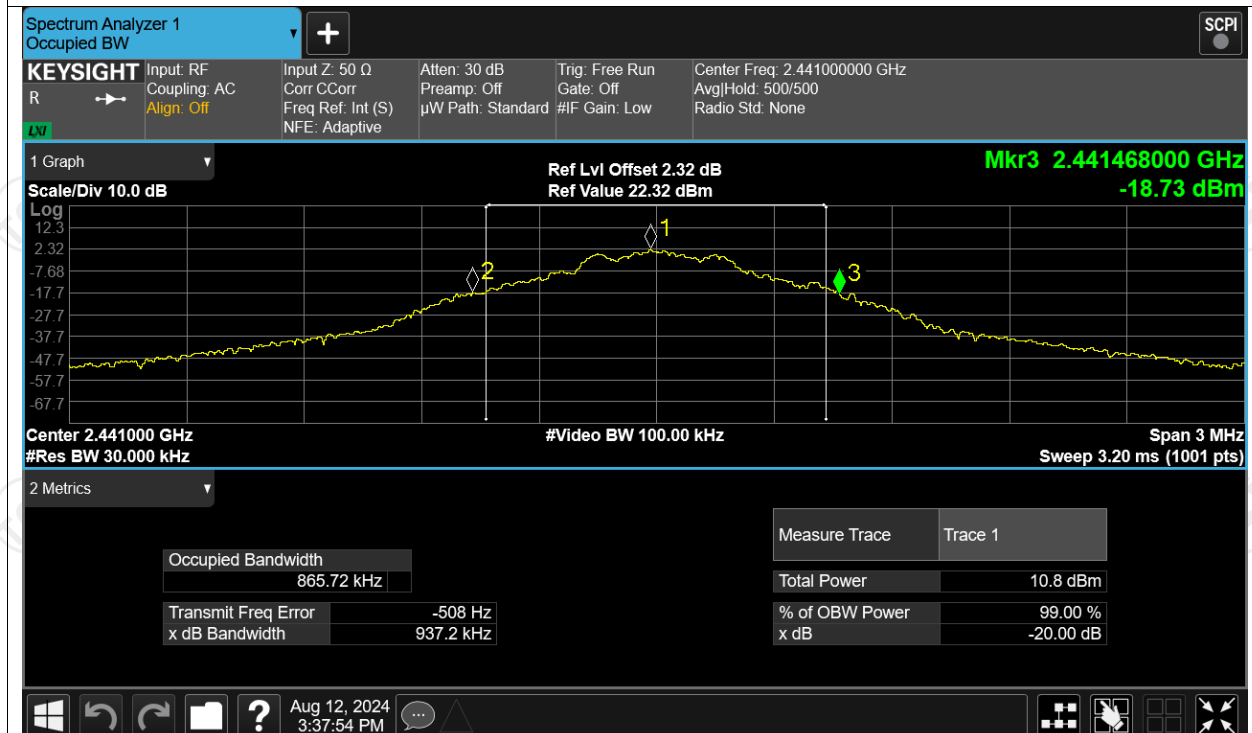 Spectrum Analyzer 1
Occupied BW
+
SCPI
KEYSIGHT
R
LXI
Input: RF
Coupling: AC
Align: Off
Input Z: 50 Ω
Corr CCorr
Freq Ref: Int (S)
NFE: Adaptive
Atten: 30 dB
Preamp: Off
µW Path: Standard
Trig: Free Run
Gate: Off
#IF Gain: Low
Center Freq: 2.441000000 GHz
Avg|Hold: 500/500
Radio Std: None
1 Graph
Scale/Div 10.0 dB
Ref Lvl Offset 2.32 dB
Ref Value 22.32 dBm
Mkr3 2.441468000 GHz
-18.73 dBm
Log
12.3
2.32
-7.68
-17.7
-27.7
-37.7
-47.7
-57.7
-67.7
1
2
3
Center 2.441000 GHz
#Video BW 100.00 kHz
Span 3 MHz
#Res BW 30.000 kHz
Sweep 3.20 ms (1001 pts)
2 Metrics
Occupied Bandwidth
865.72 kHz
Transmit Freq Error -508 Hz
x dB Bandwidth 937.2 kHz
Measure Trace Trace 1
Total Power 10.8 dBm
% of OBW Power 99.00 %
x dB -20.00 dB
?
Aug 12, 2024
3:37:54 PM